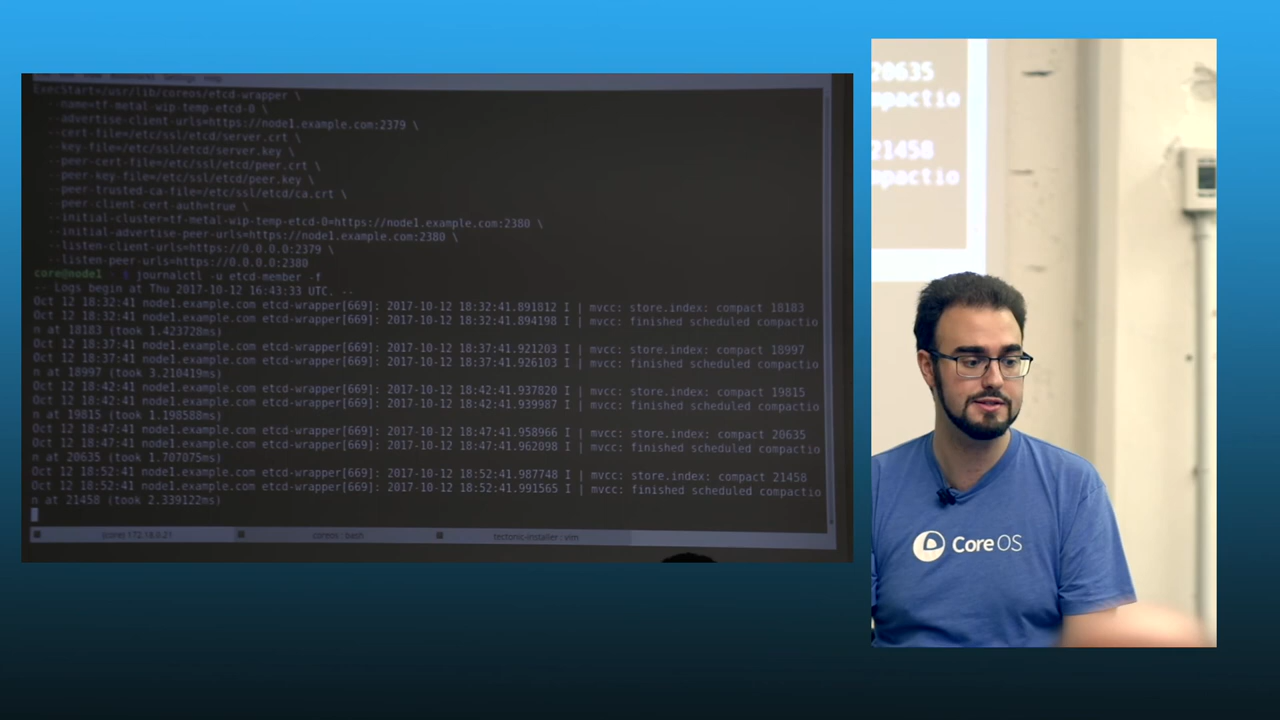 ExecStart=/usr/lib/coreos/etcd-wrapper \
--name=tf-metal-wip-temp-etcd-0 \
--advertise-client-urls=https://node1.example.com:2379 \
--cert-file=/etc/ssl/etcd/server.crt \
--key-file=/etc/ssl/etcd/server.key \
--peer-cert-file=/etc/ssl/etcd/peer.crt \
--peer-key-file=/etc/ssl/etcd/peer.key \
--peer-trusted-ca-file=/etc/ssl/etcd/ca.crt \
--peer-client-cert-auth=true \
--initial-cluster=tf-metal-wip-temp-etcd-0=https://node1.example.com:2380 \
--initial-advertise-peer-urls=https://node1.example.com:2380 \
--listen-client-urls=https://0.0.0.0:2379 \
--listen-peer-urls=https://0.0.0.0:2380
core@node1 ~ $ journalctl -u etcd-member -f
-- Logs begin at Thu 2017-10-12 16:43:33 UTC. --
Oct 12 18:32:41 node1.example.com etcd-wrapper[669]: 2017-10-12 18:32:41.891812 I | mvcc: store.index: compact 18183
Oct 12 18:32:41 node1.example.com etcd-wrapper[669]: 2017-10-12 18:32:41.894198 I | mvcc: finished scheduled compactio
n at 18183 (took 1.423728ms)
Oct 12 18:37:41 node1.example.com etcd-wrapper[669]: 2017-10-12 18:37:41.921203 I | mvcc: store.index: compact 18997
Oct 12 18:37:41 node1.example.com etcd-wrapper[669]: 2017-10-12 18:37:41.926103 I | mvcc: finished scheduled compactio
n at 18997 (took 3.210419ms)
Oct 12 18:42:41 node1.example.com etcd-wrapper[669]: 2017-10-12 18:42:41.937820 I | mvcc: store.index: compact 19815
Oct 12 18:42:41 node1.example.com etcd-wrapper[669]: 2017-10-12 18:42:41.939987 I | mvcc: finished scheduled compactio
n at 19815 (took 1.198588ms)
Oct 12 18:47:41 node1.example.com etcd-wrapper[669]: 2017-10-12 18:47:41.958966 I | mvcc: store.index: compact 20635
Oct 12 18:47:41 node1.example.com etcd-wrapper[669]: 2017-10-12 18:47:41.962098 I | mvcc: finished scheduled compactio
n at 20635 (took 1.707075ms)
Oct 12 18:52:41 node1.example.com etcd-wrapper[669]: 2017-10-12 18:52:41.987748 I | mvcc: store.index: compact 21458
Oct 12 18:52:41 node1.example.com etcd-wrapper[669]: 2017-10-12 18:52:41.991565 I | mvcc: finished scheduled compactio
n at 21458 (took 2.339122ms)
(core) 172.18.0.21
coreos : bash
tectonic-installer : vim
20635
mpactio
21458
mpactio
Core OS